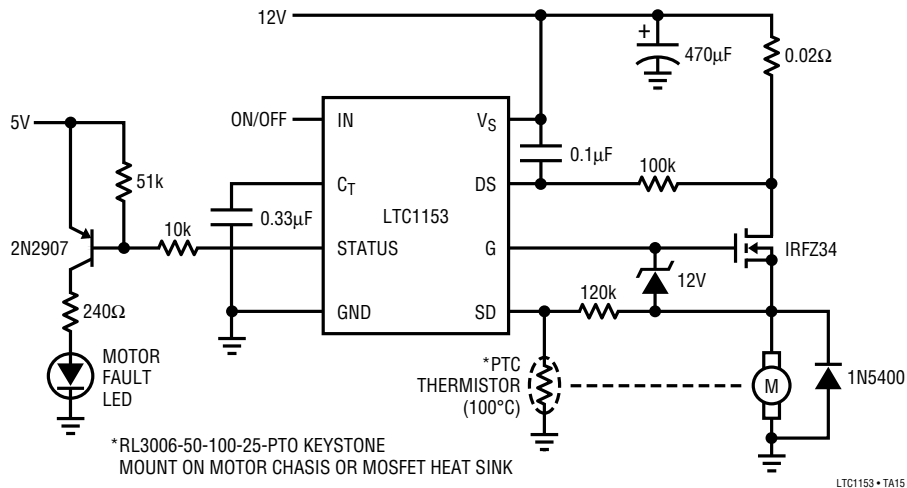 12V
+
470µF
0.02Ω
ON/OFF
IN
VS
5V
0.1µF
51k
CT
DS
100k
0.33µF
LTC1153
10k
2N2907
STATUS
G
IRFZ34
12V
120k
240Ω
GND
SD
MOTOR
FAULT
LED
*PTC
THERMISTOR
(100°C)
M
1N5400
*RL3006-50-100-25-PTO KEYSTONE
MOUNT ON MOTOR CHASIS OR MOSFET HEAT SINK
LTC1153 • TA15